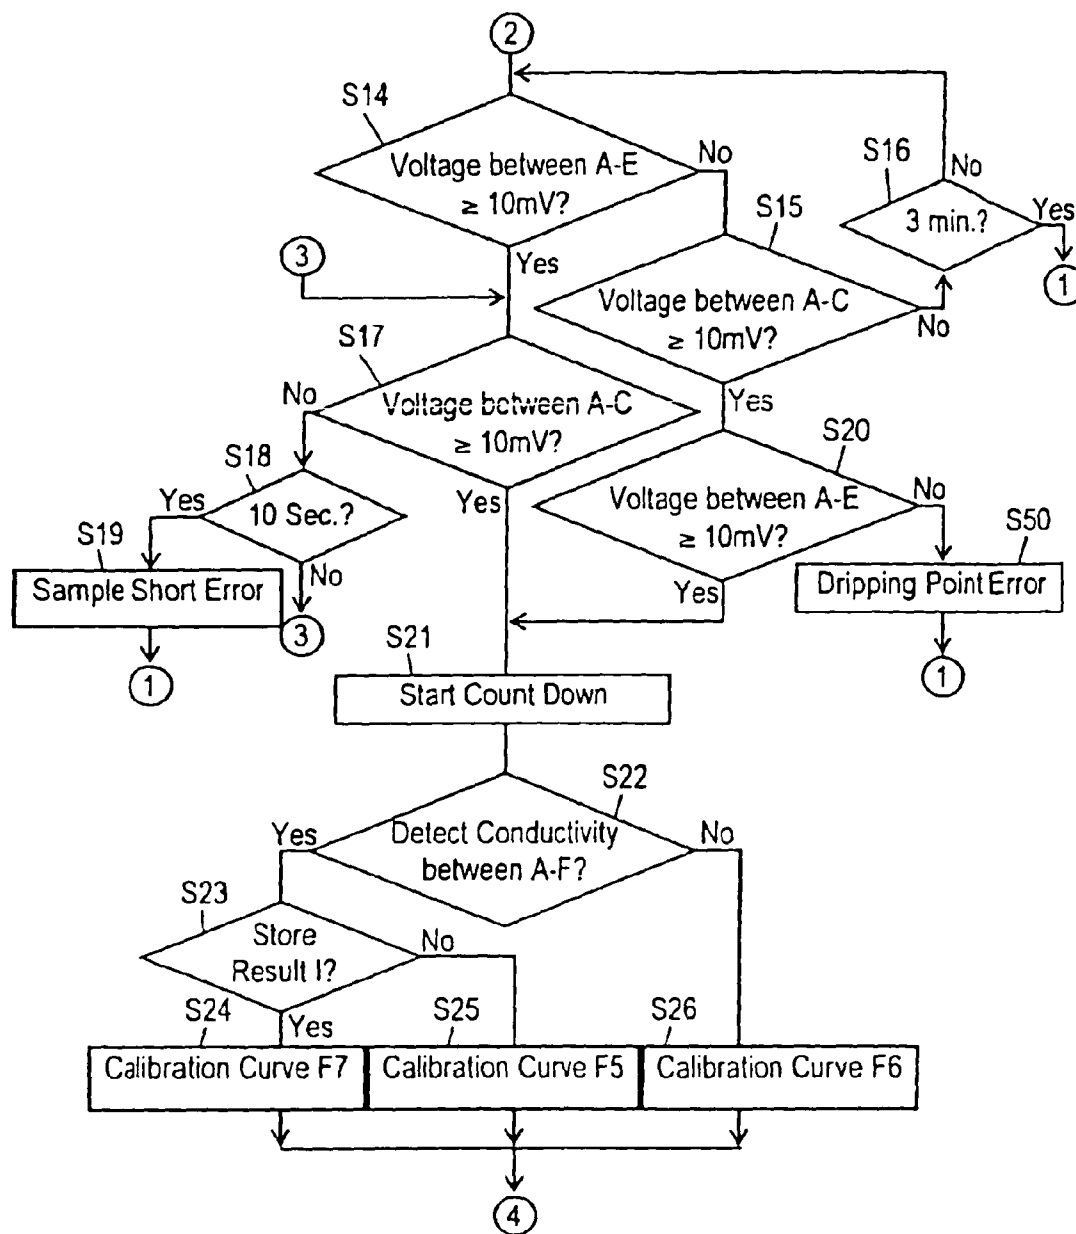 2
S14
Voltage between A-E
≥ 10mV?
No
Yes
S16
3 min.?
No
Yes
1
3
S15
Voltage between A-C
≥ 10mV?
No
Yes
S17
Voltage between A-C
≥ 10mV?
No
Yes
S18
10 Sec.?
Yes
No
3
S19
Sample Short Error
1
S20
Voltage between A-E
≥ 10mV?
No
Yes
S50
Dripping Point Error
1
S21
Start Count Down
S22
Detect Conductivity
between A-F?
Yes
No
S23
Store
Result I?
No
Yes
S24
Calibration Curve F7
S25
Calibration Curve F5
S26
Calibration Curve F6
4